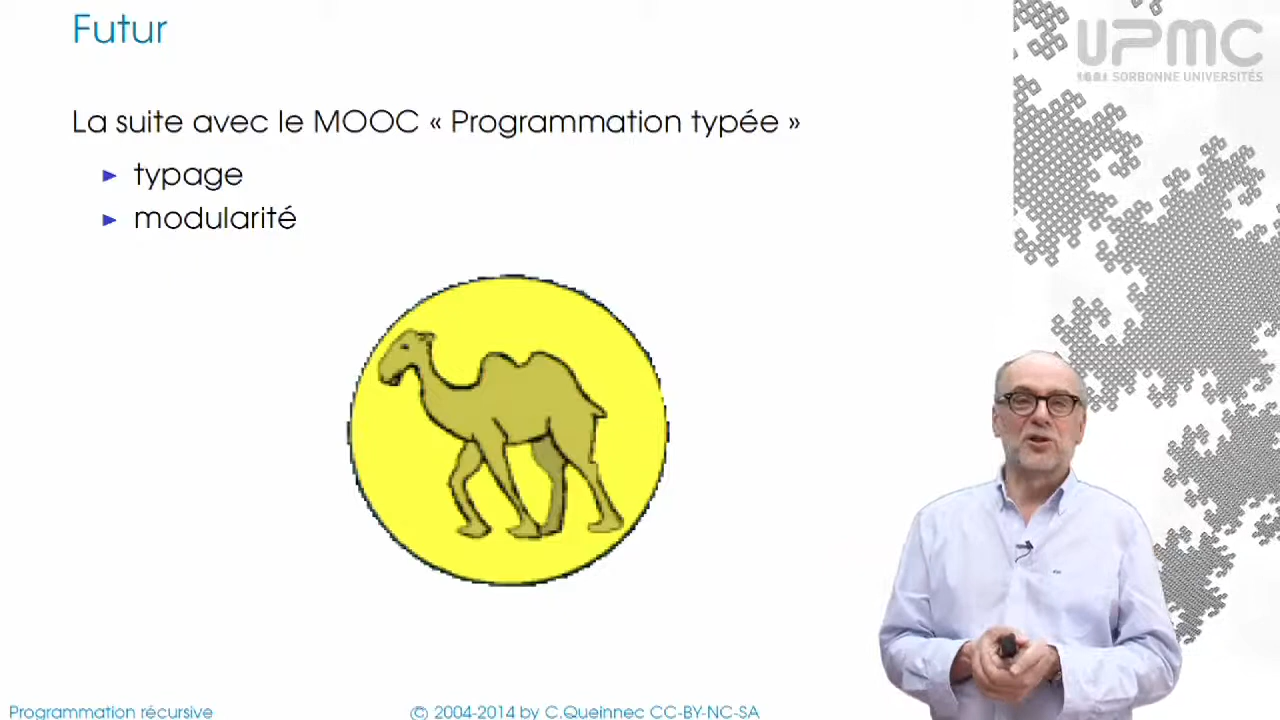 Futur
UPMC
SORBONNE UNIVERSITÉS
La suite avec le MOOC « Programmation typée »
► typage
► modularité
Programmation récursive
© 2004-2014 by C.Queinnec CC-BY-NC-SA